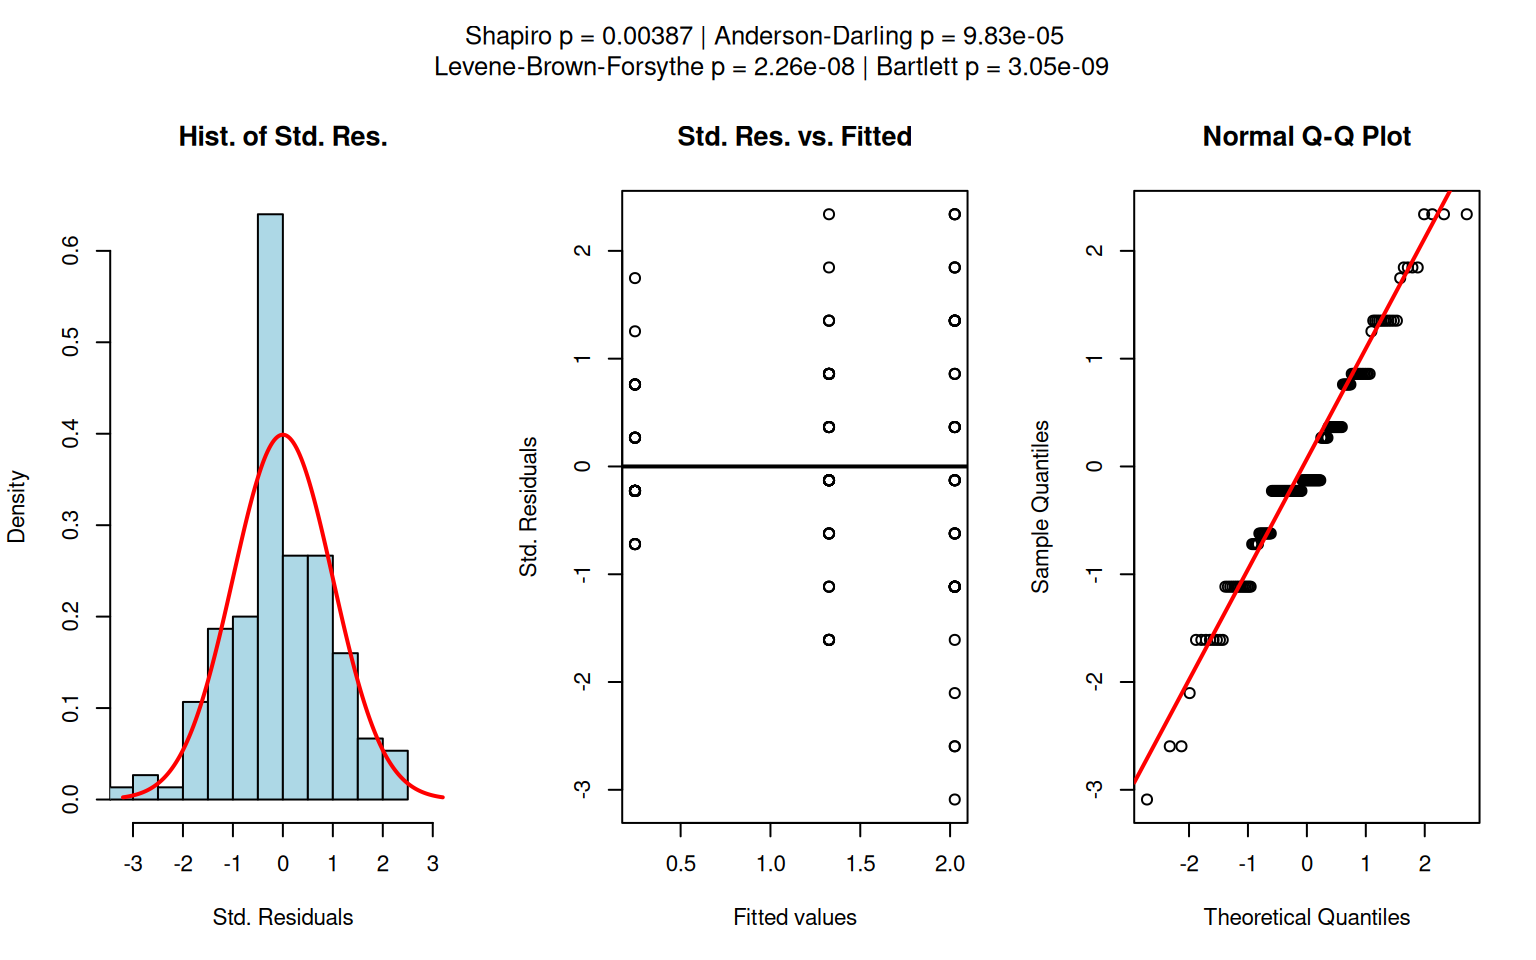 Shapiro p = 0.00387 | Anderson-Darling p = 9.83e-05
Levene-Brown-Forsythe p = 2.26e-08 | Bartlett p = 3.05e-09
Hist. of Std. Res.
Density
0.0 0.1 0.2 0.3 0.4 0.5 0.6
-3 -2 -1 0 1 2 3
Std. Residuals
Std. Res. vs. Fitted
Std. Residuals
-3 -2 -1 0 1 2
0.5 1.0 1.5 2.0
Fitted values
Normal Q-Q Plot
Sample Quantiles
-3 -2 -1 0 1 2
-2 -1 0 1 2
Theoretical Quantiles